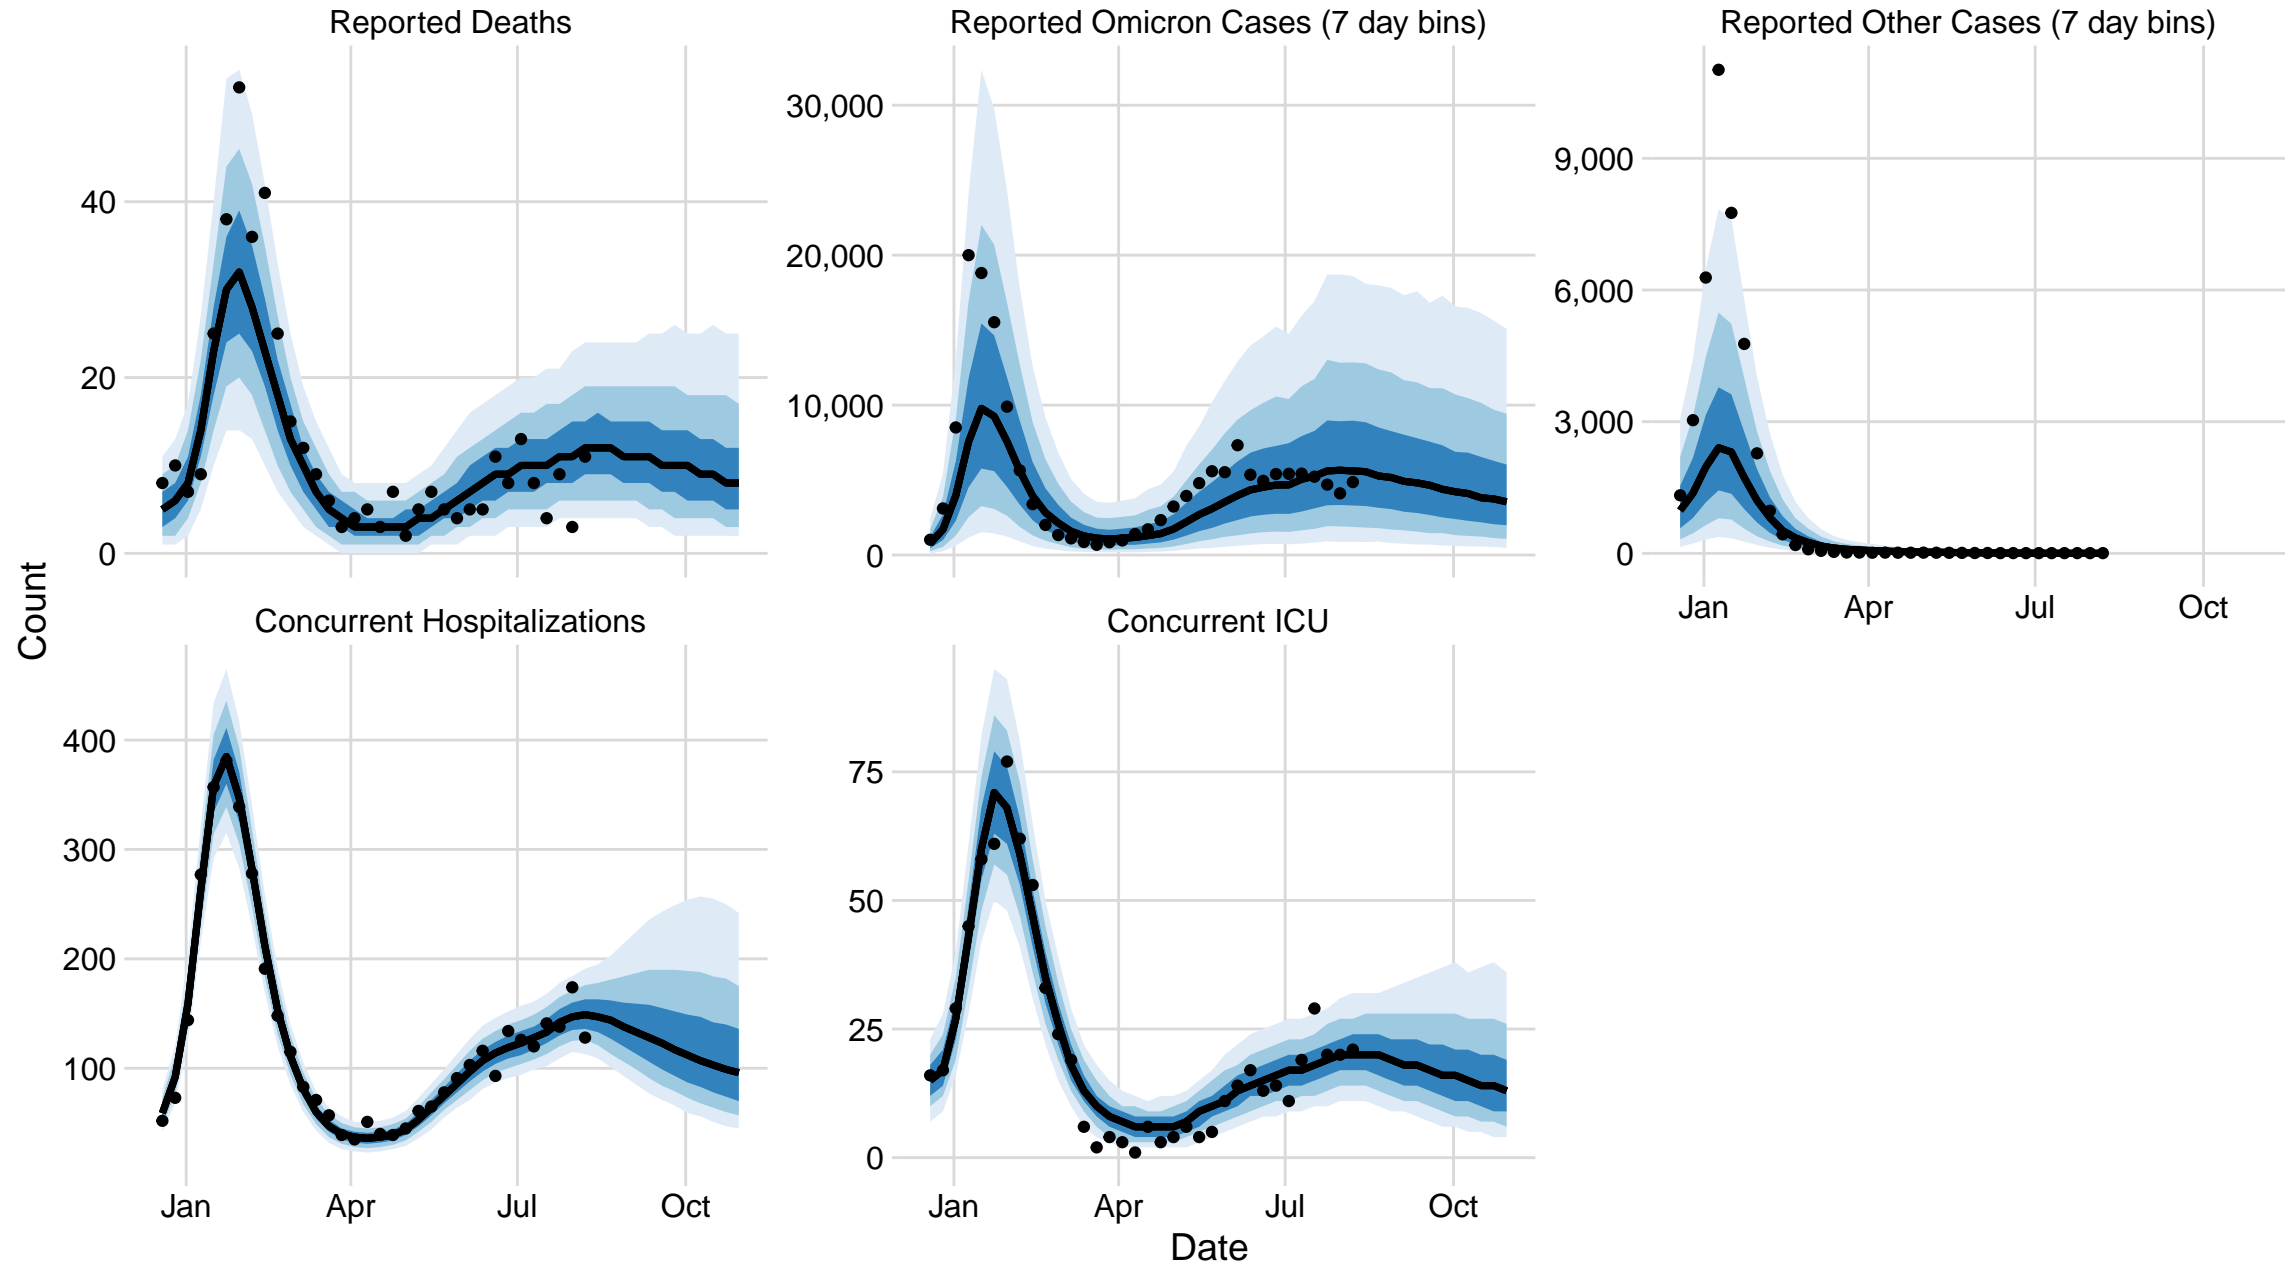 Reported Deaths
Reported Omicron Cases (7 day bins)
Reported Other Cases (7 day bins)
Count
40
20
0
30,000
20,000
10,000
0
9,000
6,000
3,000
0
Jan Apr Jul Oct
Concurrent Hospitalizations
Concurrent ICU
400
300
200
100
Jan Apr Jul Oct
75
50
25
0
Jan Apr Jul Oct
Date